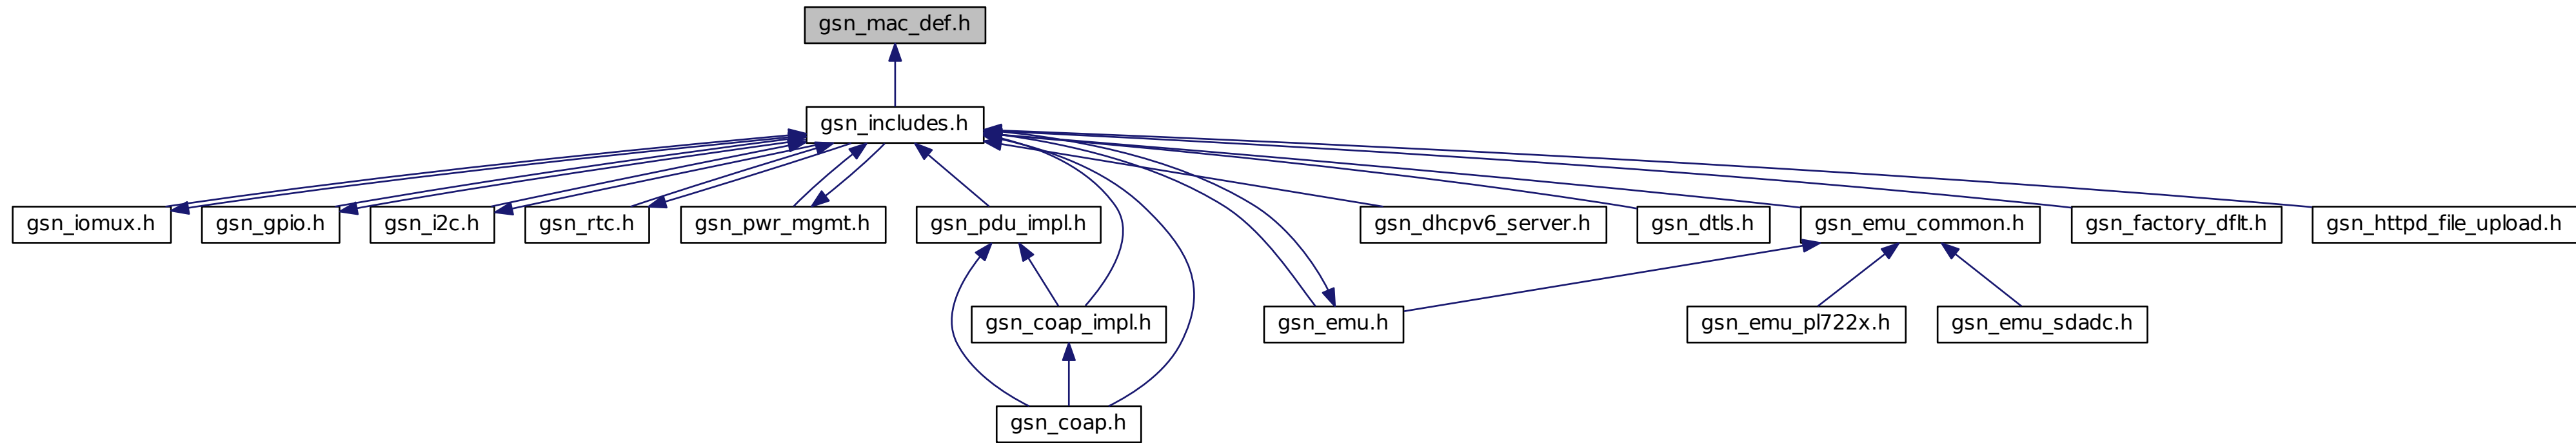 gsn_mac_def.h
gsn_includes.h
gsn_iomux.h
gsn_gpio.h
gsn_i2c.h
gsn_rtc.h
gsn_pwr_mgmt.h
gsn_pdu_impl.h
gsn_dhcpv6_server.h
gsn_dtls.h
gsn_emu_common.h
gsn_factory_dflt.h
gsn_httpd_file_upload.h
gsn_coap_impl.h
gsn_emu.h
gsn_emu_pl722x.h
gsn_emu_sdadc.h
gsn_coap.h